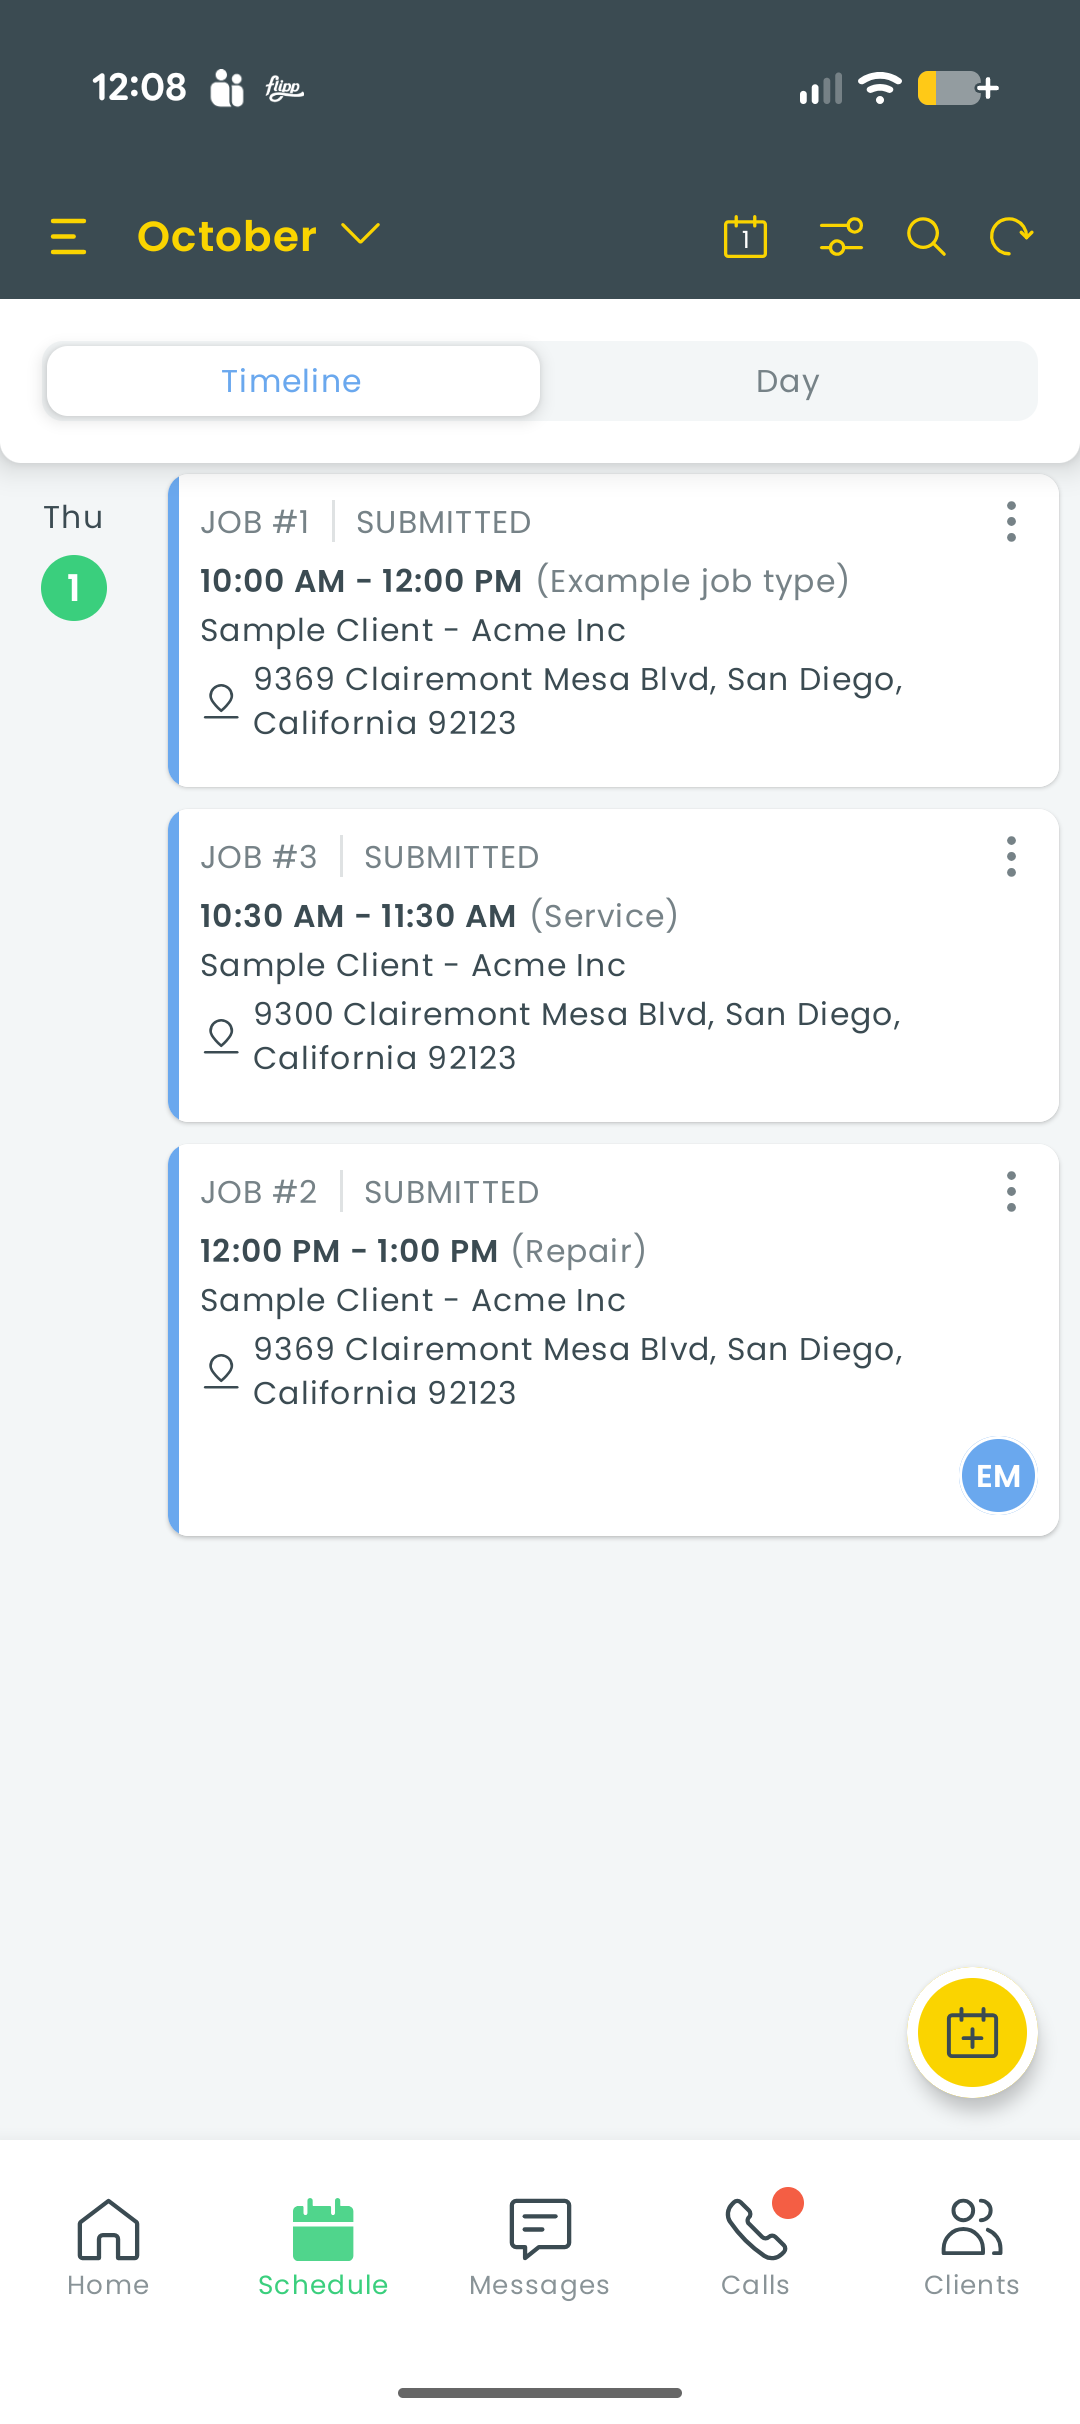 12:08 flipp
October 1
Timeline Day
Thu
1
JOB #1 SUBMITTED
10:00 AM - 12:00 PM (Example job type)
Sample Client - Acme Inc
9369 Clairemont Mesa Blvd, San Diego,
California 92123
JOB #3 SUBMITTED
10:30 AM - 11:30 AM (Service)
Sample Client - Acme Inc
9300 Clairemont Mesa Blvd, San Diego,
California 92123
JOB #2 SUBMITTED
12:00 PM - 1:00 PM (Repair)
Sample Client - Acme Inc
9369 Clairemont Mesa Blvd, San Diego,
California 92123
EM
Home Schedule Messages Calls Clients